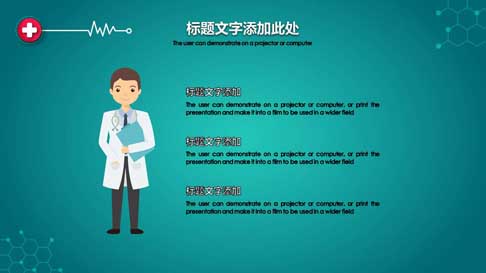 标题文字添加此处
The user can demonstrate on a projector or computer
标题文字添加
The user can demonstrate on a projector or computer, or print the
presentation and make it into a film to be used in a wider field
标题文字添加
The user can demonstrate on a projector or computer, or print the
presentation and make it into a film to be used in a wider field
标题文字添加
The user can demonstrate on a projector or computer, or print the
presentation and make it into a film to be used in a wider field